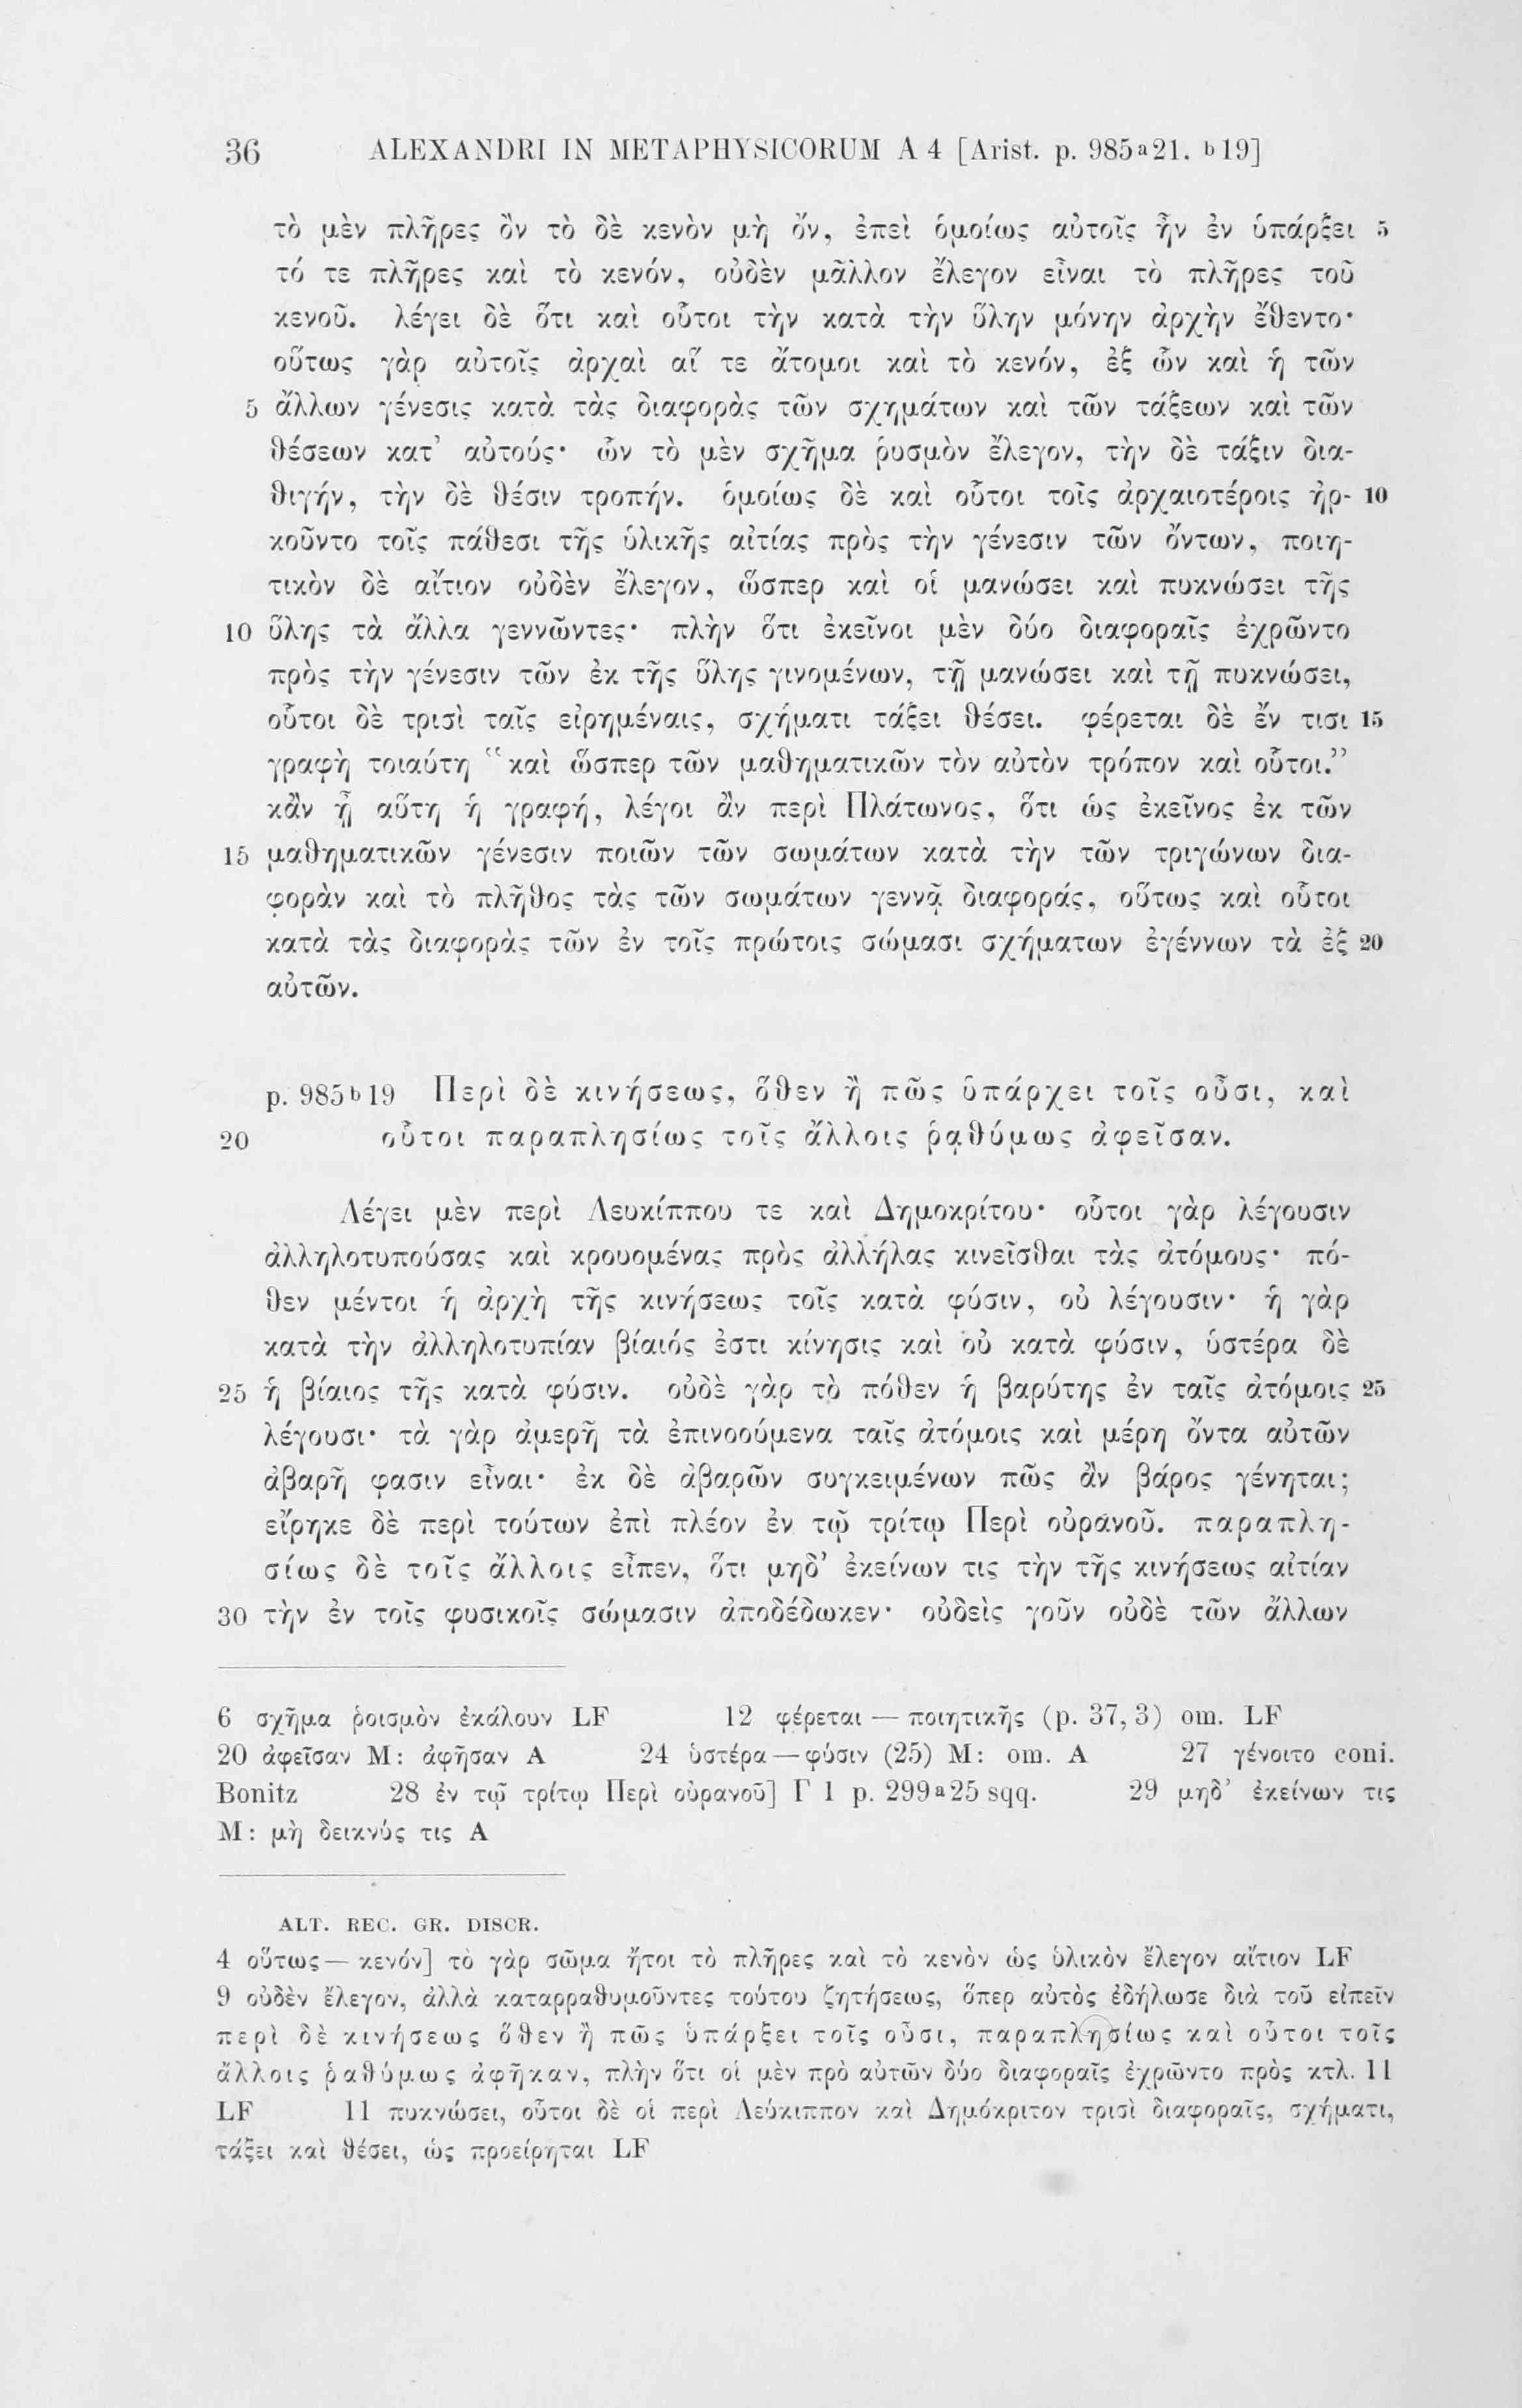 36 ALEXANDRI IN METAPHYSICORUM A 4 [Arist. p. 985a21. b19]
τὸ μὲν πλῆρες ὂν τὸ δὲ κενὸν μὴ ὄν, ἐπεὶ ὁμοίως αὐτοῖς ἦν ἐν ὑπάρξει 5
τό τε πλῆρες καὶ τὸ κενόν, οὐδὲν μᾶλλον ἔλεγον εἶναι τὸ πλῆρες τοῦ
κενοῦ. λέγει δὲ ὅτι καὶ οὗτοι τὴν κατὰ τὴν ὕλην μόνην ἀρχὴν ἔθεντο·
οὕτως γὰρ αὐτοῖς ἀρχαὶ αἵ τε ἄτομοι καὶ τὸ κενόν, ἐξ ὧν καὶ ἡ τῶν
5 ἄλλων γένεσις κατὰ τὰς διαφορὰς τῶν σχημάτων καὶ τῶν τάξεων καὶ τῶν
θέσεων κατ’ αὐτούς· ὧν τὸ μὲν σχῆμα ῥυσμὸν ἔλεγον, τὴν δὲ τάξιν δια-
θιγήν, τὴν δὲ θέσιν τροπήν. ὁμοίως δὲ καὶ οὗτοι τοῖς ἀρχαιοτέροις ἠρ- 10
κοῦντο τοῖς πάθεσι τῆς ὑλικῆς αἰτίας πρὸς τὴν γένεσιν τῶν ὄντων, ποιη-
τικὸν δὲ αἴτιον οὐδὲν ἔλεγον, ὥσπερ καὶ οἱ μανώσει καὶ πυκνώσει τῆς
10 ὕλης τὰ ἄλλα γεννῶντες· πλὴν ὅτι ἐκεῖνοι μὲν δύο διαφοραῖς ἐχρῶντο
πρὸς τὴν γένεσιν τῶν ἐκ τῆς ὕλης γινομένων, τῇ μανώσει καὶ τῇ πυκνώσει,
οὗτοι δὲ τρισὶ ταῖς εἰρημέναις, σχήματι τάξει θέσει. φέρεται δὲ ἔν τισι 15
γραφὴ τοιαύτη “καὶ ὥσπερ τῶν μαθηματικῶν τὸν αὐτὸν τρόπον καὶ οὗτοι.”
κἂν ᾖ αὕτη ἡ γραφή, λέγοι ἂν περὶ Πλάτωνος, ὅτι ὡς ἐκεῖνος ἐκ τῶν
15 μαθηματικῶν γένεσιν ποιῶν τῶν σωμάτων κατὰ τὴν τῶν τριγώνων δια-
φορὰν καὶ τὸ πλῆθος τὰς τῶν σωμάτων γεννᾷ διαφοράς, οὕτως καὶ οὗτοι
κατὰ τὰς διαφορὰς τῶν ἐν τοῖς πρώτοις σώμασι σχήματων ἐγέννων τὰ ἐξ 20
αὐτῶν.
p. 985b19 Περὶ δὲ κινήσεως, ὅθεν ἢ πῶς ὑπάρχει τοῖς οὖσι, καὶ
20 οὗτοι παραπλησίως τοῖς ἄλλοις ῥᾳθύμως ἀφεῖσαν.
Λέγει μὲν περὶ Λευκίππου τε καὶ Δημοκρίτου· οὗτοι γὰρ λέγουσιν
ἀλληλοτυπούσας καὶ κρουομένας πρὸς ἀλλήλας κινεῖσθαι τὰς ἀτόμους· πό-
θεν μέντοι ἡ ἀρχὴ τῆς κινήσεως τοῖς κατὰ φύσιν, οὐ λέγουσιν· ἡ γὰρ
κατὰ τὴν ἀλληλοτυπίαν βίαιός ἐστι κίνησις καὶ οὐ κατὰ φύσιν, ὑστέρα δὲ
25 ἡ βίαιος τῆς κατὰ φύσιν. οὐδὲ γὰρ τὸ πόθεν ἡ βαρύτης ἐν ταῖς ἀτόμοις 25
λέγουσι· τὰ γὰρ ἀμερῆ τὰ ἐπινοούμενα ταῖς ἀτόμοις καὶ μέρη ὄντα αὐτῶν
ἀβαρῆ φασιν εἶναι· ἐκ δὲ ἀβαρῶν συγκειμένων πῶς ἂν βάρος γένηται;
εἴρηκε δὲ περὶ τούτων ἐπὶ πλέον ἐν τῷ τρίτῳ Περὶ οὐρανοῦ. παραπλη-
σίως δὲ τοῖς ἄλλοις εἶπεν, ὅτι μηδ’ ἐκείνων τις τὴν τῆς κινήσεως αἰτίαν
30 τὴν ἐν τοῖς φυσικοῖς σώμασιν ἀποδέδωκεν· οὐδεὶς γοῦν οὐδὲ τῶν ἄλλων
6 σχῆμα ῥοισμὸν ἐκάλουν LF 12 φέρεται — ποιητικῆς (p. 37,3) om. LF
20 ἀφεῖσαν M: ἀφῆσαν A 24 ὑστέρα — φύσιν (25) M: om. A 27 γένοιτο coni.
Bonitz 28 ἐν τῷ τρίτῳ Περὶ οὐρανοῦ] Γ 1 p. 299a25 sqq. 29 μηδ’ ἐκείνων τις
M: μὴ δεικνύς τις A
ALT. REC. GR. DISCR.
4 οὕτως — κενόν] τὸ γὰρ σῶμα ἤτοι τὸ πλῆρες καὶ τὸ κενὸν ὡς ὑλικὸν ἔλεγον αἴτιον LF
9 οὐδὲν ἔλεγον, ἀλλὰ καταρραθυμοῦντες τούτου ζητήσεως, ὅπερ αὐτὸς ἐδήλωσε διὰ τοῦ εἰπεῖν
περὶ δὲ κινήσεως ὅθεν ἢ πῶς ὑπάρξει τοῖς οὖσι, παραπλησίως καὶ οὗτοι τοῖς
ἄλλοις ῥαθύμως ἀφῆκαν, πλὴν ὅτι οἱ μὲν πρὸ αὐτῶν δύο διαφοραῖς ἐχρῶντο πρὸς κτλ. 11
LF 11 πυκνώσει, οὗτοι δὲ οἱ περὶ Λεύκιππον καὶ Δημόκριτον τρισὶ διαφοραῖς, σχήματι,
τάξει καὶ θέσει, ὡς προείρηται LF